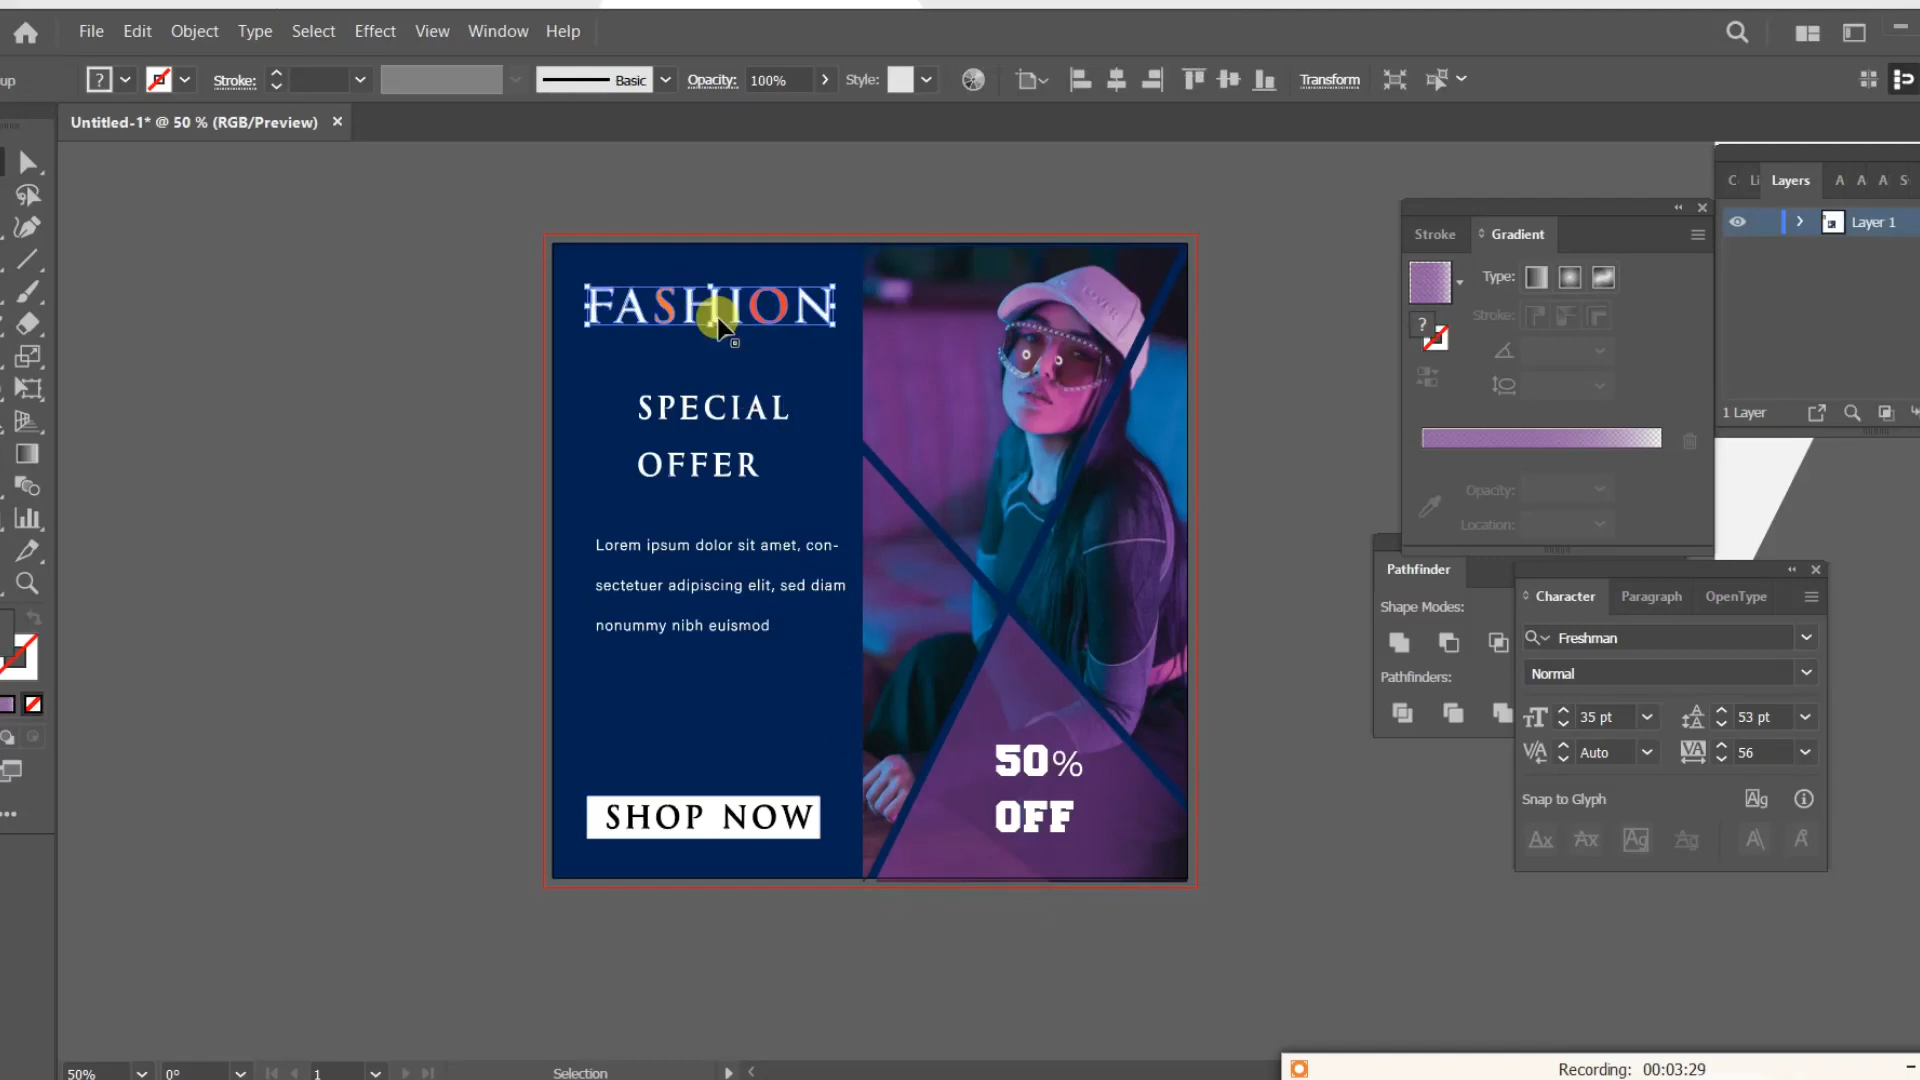 File Edit Object Type Select Effect View Window Help
up
?
Stroke:
Basic
Opacity: 100%
Style:
Transform
Untitled-1* @ 50 % (RGB/Preview)
C Li Layers A A A S
Layer 1
1 Layer
Stroke Gradient
Type:
Stroke:
?
Opacity:
Location:
FASHION
SPECIAL
OFFER
Lorem ipsum dolor sit amet, con-
sectetuer adipiscing elit, sed diam
nonummy nibh euismod
SHOP NOW
LOVER
50%
OFF
Pathfinder
Shape Modes:
Pathfinders:
Character Paragraph OpenType
Freshman
Normal
35 pt 53 pt
Auto 56
Snap to Glyph
50% 0° 1 Selection
Recording: 00:03:29